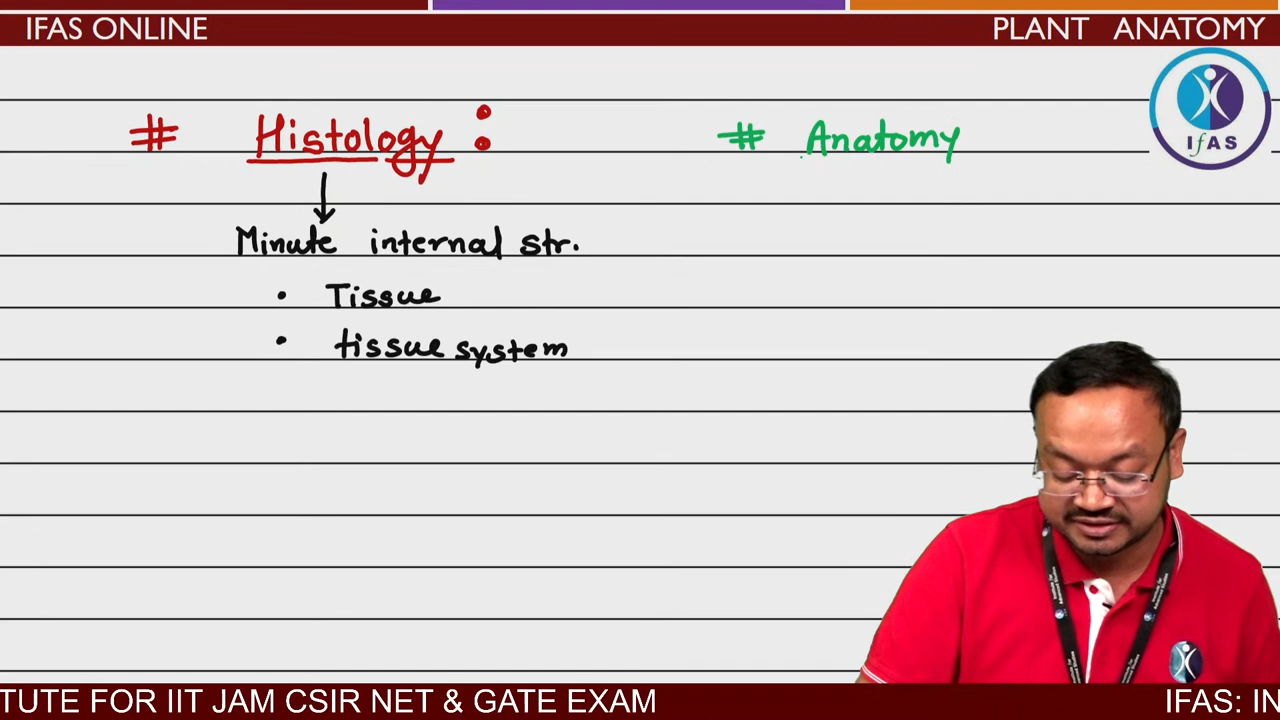 IFAS ONLINE
PLANT ANATOMY
# Histology :
# Anatomy
IfAS
Minute internal str.
• Tissue
• tissue system
TUTE FOR IIT JAM CSIR NET & GATE EXAM
IFAS: IN